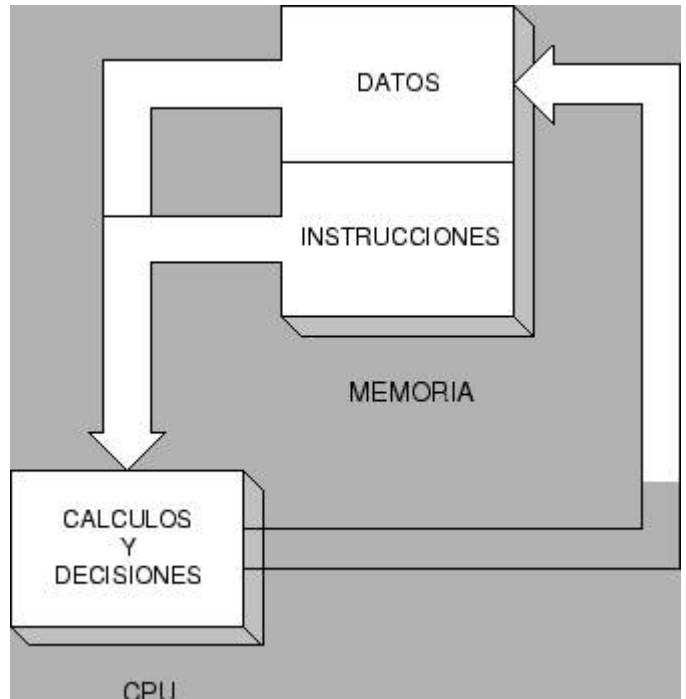 DATOS
INSTRUCCIONES
MEMORIA
CALCULOS
Y
DECISIONES
CPU